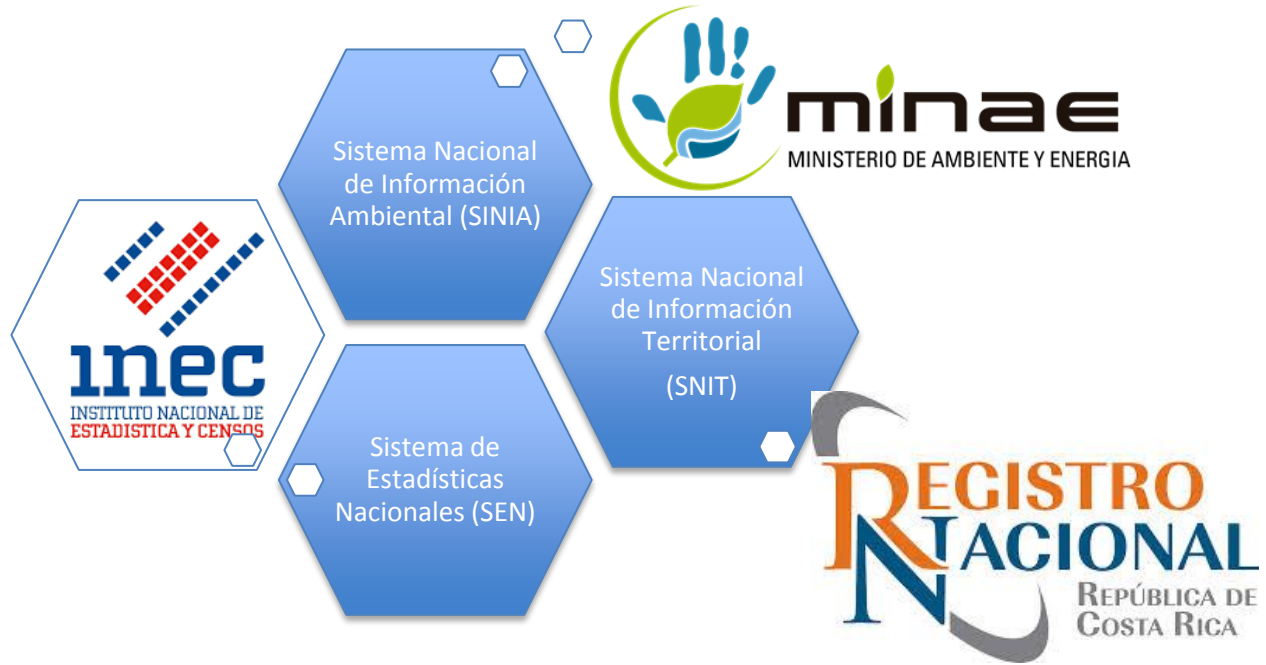 Sistema Nacional
de Información
Ambiental (SINIA)
minae
MINISTERIO DE AMBIENTE Y ENERGIA
inec
INSTITUTO NACIONAL DE
ESTADISTICA Y CENSOS
Sistema Nacional
de Información
Territorial
(SNIT)
Sistema de
Estadísticas
Nacionales (SEN)
REGISTRO
NACIONAL
REPÚBLICA DE
COSTA RICA